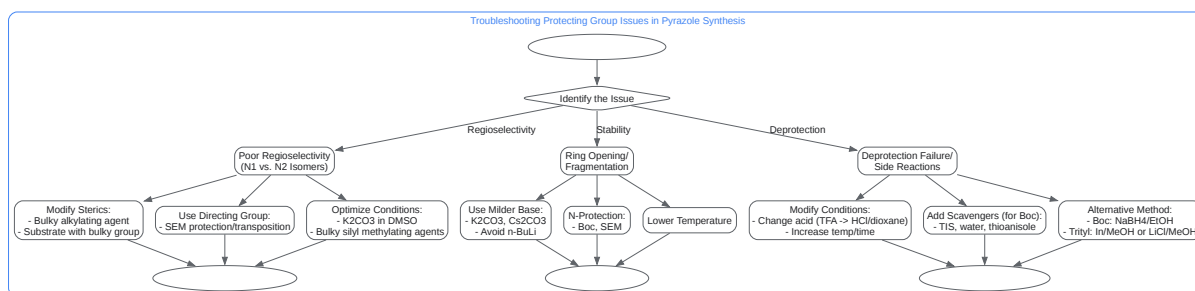 Troubleshooting Protecting Group Issues in Pyrazole Synthesis
Identify the Issue
Regioselectivity
Stability
Deprotection
Poor Regioselectivity
(N1 vs. N2 Isomers)
Ring Opening/
Fragmentation
Deprotection Failure/
Side Reactions
Modify Sterics:
- Bulky alkylating agent
- Substrate with bulky group
Use Directing Group:
- SEM protection/transposition
Optimize Conditions:
- K2CO3 in DMSO
- Bulky silyl methylating agents
Use Milder Base:
- K2CO3, Cs2CO3
- Avoid n-BuLi
N-Protection:
- Boc, SEM
Lower Temperature
Modify Conditions:
- Change acid (TFA -> HCl/dioxane)
- Increase temp/time
Add Scavengers (for Boc):
- TIS, water, thioanisole
Alternative Method:
- Boc: NaBH4/EtOH
- Trityl: In/MeOH or LiCl/MeOH